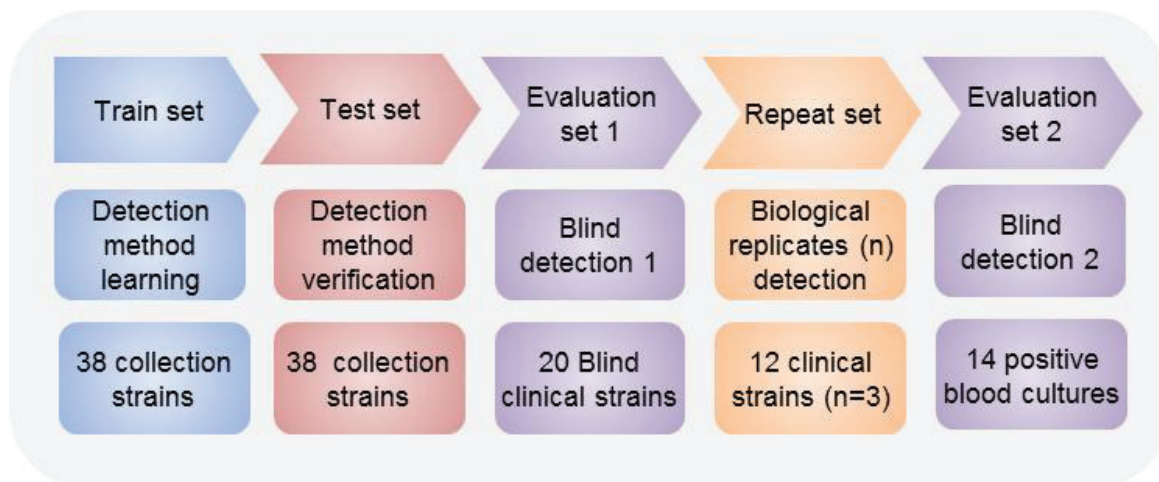 Train set
Test set
Evaluation
set 1
Repeat set
Evaluation
set 2
Detection
method
learning
Detection
method
verification
Blind
detection 1
Biological
replicates (n)
detection
Blind
detection 2
38 collection
strains
38 collection
strains
20 Blind
clinical strains
12 clinical
strains (n=3)
14 positive
blood cultures